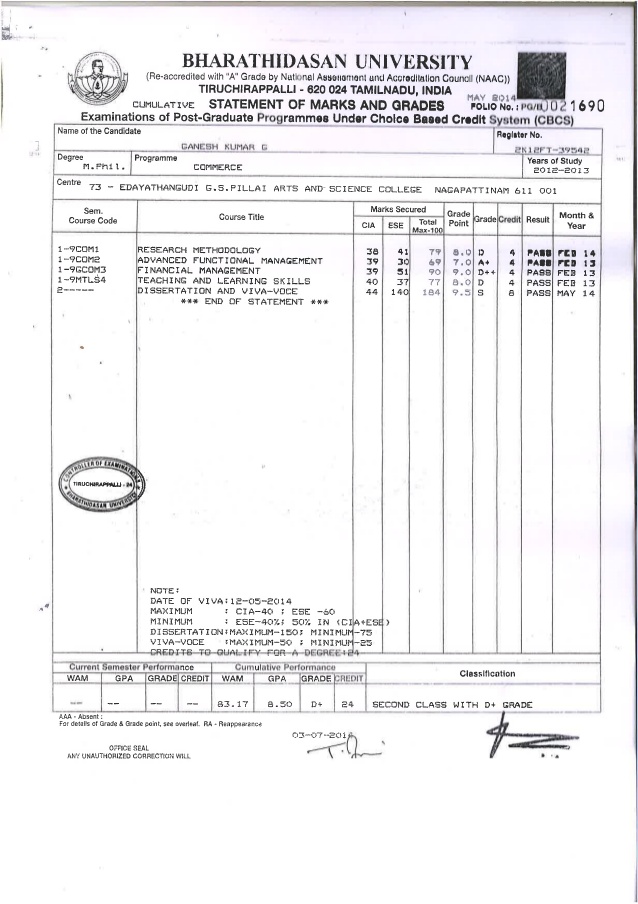 BHARATHIDASAN UNIVERSITY
(Re-accredited with "A" Grade by National Assessment and Accreditation Council (NAAC))
TIRUCHIRAPPALLI - 620 024 TAMILNADU, INDIA
MAY 2014
CUMULATIVE STATEMENT OF MARKS AND GRADES FOLIO No.: 021690
Examinations of Post-Graduate Programmes Under Choice Based Credit System (CBCS)
Name of the Candidate
GANESH KUMAR G
Register No.
2K12FT-39542
Degree
M.Phil.
Programme
COMMERCE
Years of Study
2012-2013
Centre 73 - EDAYATHANGUDI G.S.PILLAI ARTS AND SCIENCE COLLEGE NAGAPATTINAM 611 001
Sem. Course Code Course Title Marks Secured CIA ESE Total Max-100 Grade Point Grade Credit Result Month & Year
1-9COM1 RESEARCH METHODOLOGY 38 41 79 8.0 D 4 PASS FEB 14
1-9COM2 ADVANCED FUNCTIONAL MANAGEMENT 39 30 69 7.0 A+ 4 PASS FEB 13
1-9GCOM3 FINANCIAL MANAGEMENT 39 51 90 9.0 D++ 4 PASS FEB 13
1-9MTLS4 TEACHING AND LEARNING SKILLS 40 37 77 8.0 D 4 PASS FEB 13
2----- DISSERTATION AND VIVA-VOCE 44 140 184 9.5 S 8 PASS MAY 14
*** END OF STATEMENT ***
CONTROLLER OF EXAMINATIONS
TIRUCHIRAPPALLI - 24
BHARATHIDASAN UNIVERSITY
NOTE:
DATE OF VIVA:12-05-2014
MAXIMUM : CIA-40 ; ESE -60
MINIMUM : ESE-40%; 50% IN (CIA+ESE)
DISSERTATION:MAXIMUM-150; MINIMUM-75
VIVA-VOCE :MAXIMUM-50 ; MINIMUM-25
CREDITS TO QUALIFY FOR A DEGREE:24
Current Semester Performance Cumulative Performance Classification
WAM GPA GRADE CREDIT WAM GPA GRADE CREDIT
-- -- -- -- 83.17 8.50 D+ 24 SECOND CLASS WITH D+ GRADE
AAA - Absent :
For details of Grade & Grade point, see overleaf. RA - Reappearance
03-07-2014
OFFICE SEAL
ANY UNAUTHORIZED CORRECTION WILL